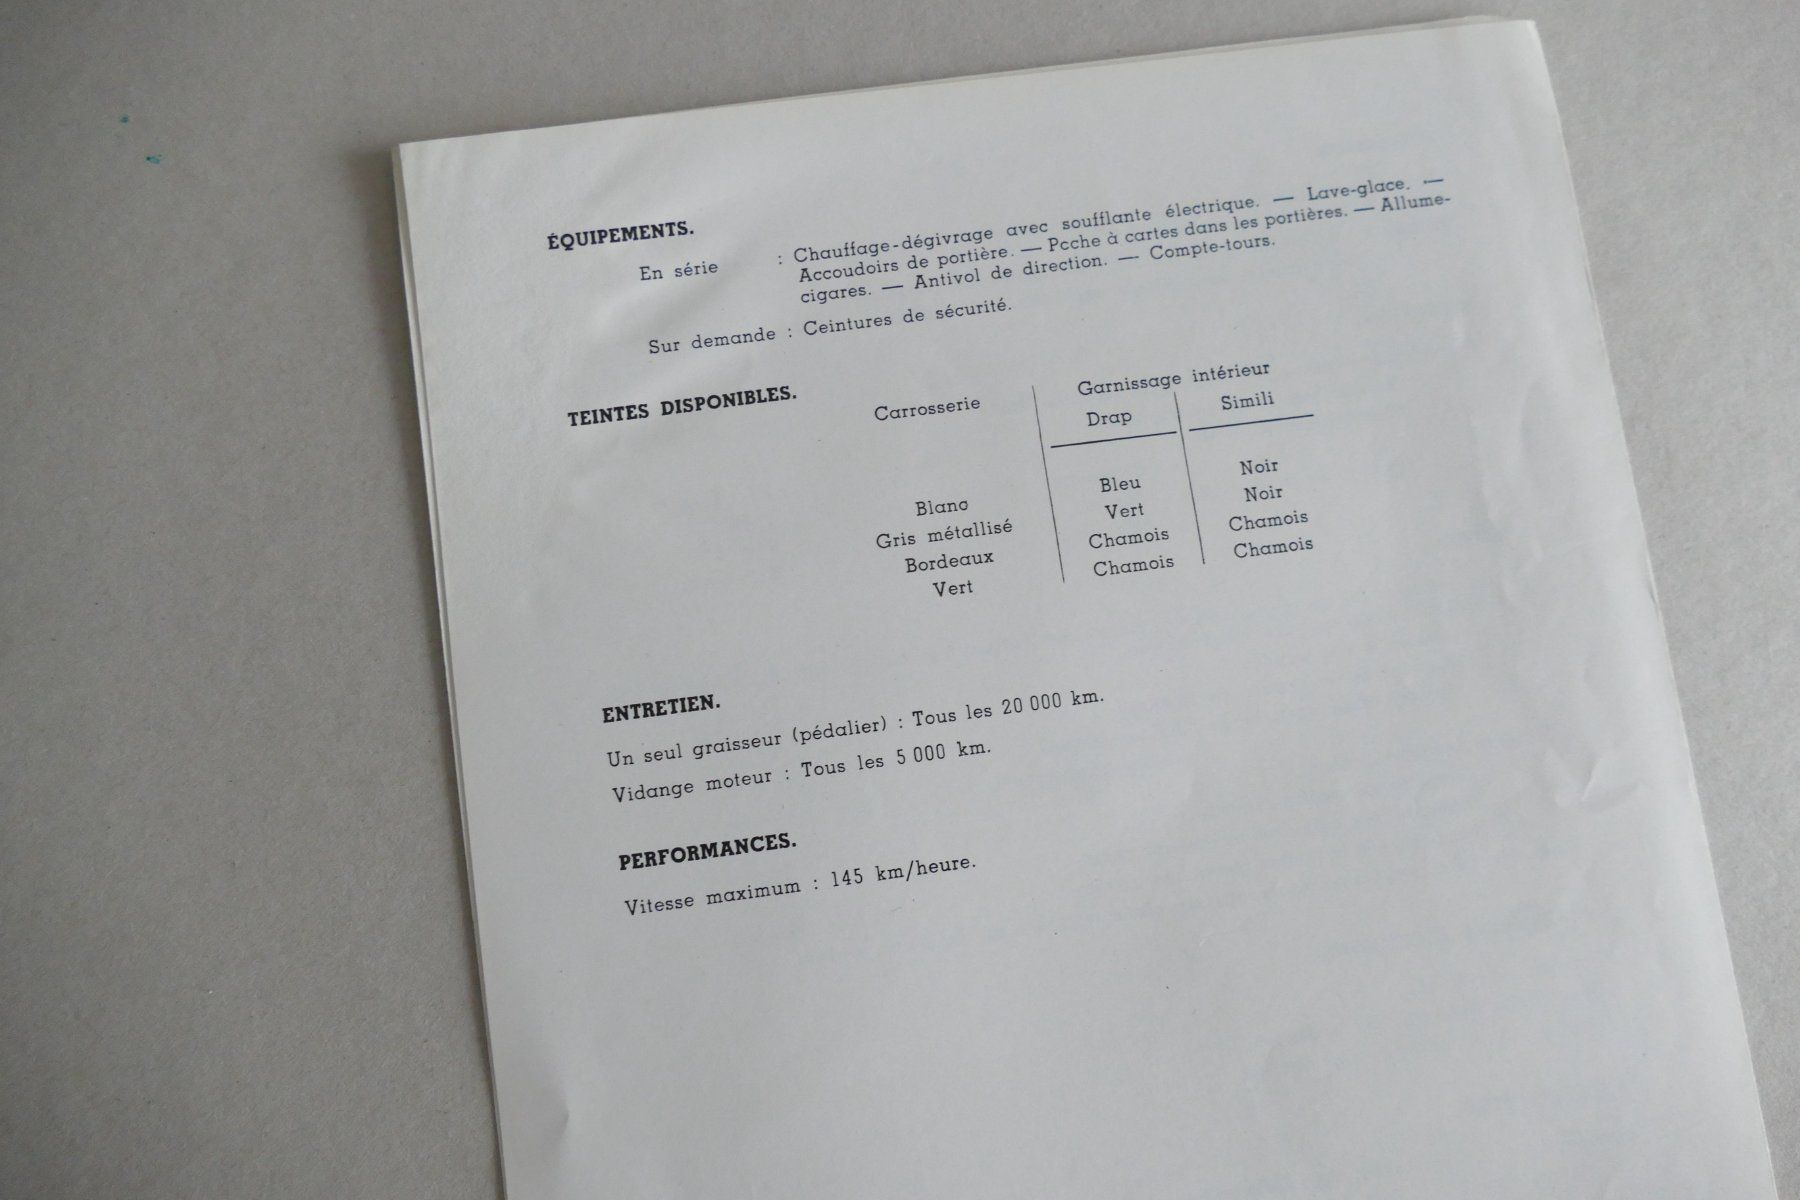 ÉQUIPEMENTS.
En série : Chauffage-dégivrage avec soufflante électrique. — Lave-glace. —
Accoudoirs de portière. — Pcche à cartes dans les portières. — Allume-
cigares. — Antivol de direction. — Compte-tours.
Sur demande : Ceintures de sécurité.
TEINTES DISPONIBLES.
Carrosserie Garnissage intérieur
Drap Simili
Blanc Bleu Noir
Gris métallisé Vert Noir
Bordeaux Chamois Chamois
Vert Chamois Chamois
ENTRETIEN.
Un seul graisseur (pédalier) : Tous les 20 000 km.
Vidange moteur : Tous les 5 000 km.
PERFORMANCES.
Vitesse maximum : 145 km/heure.